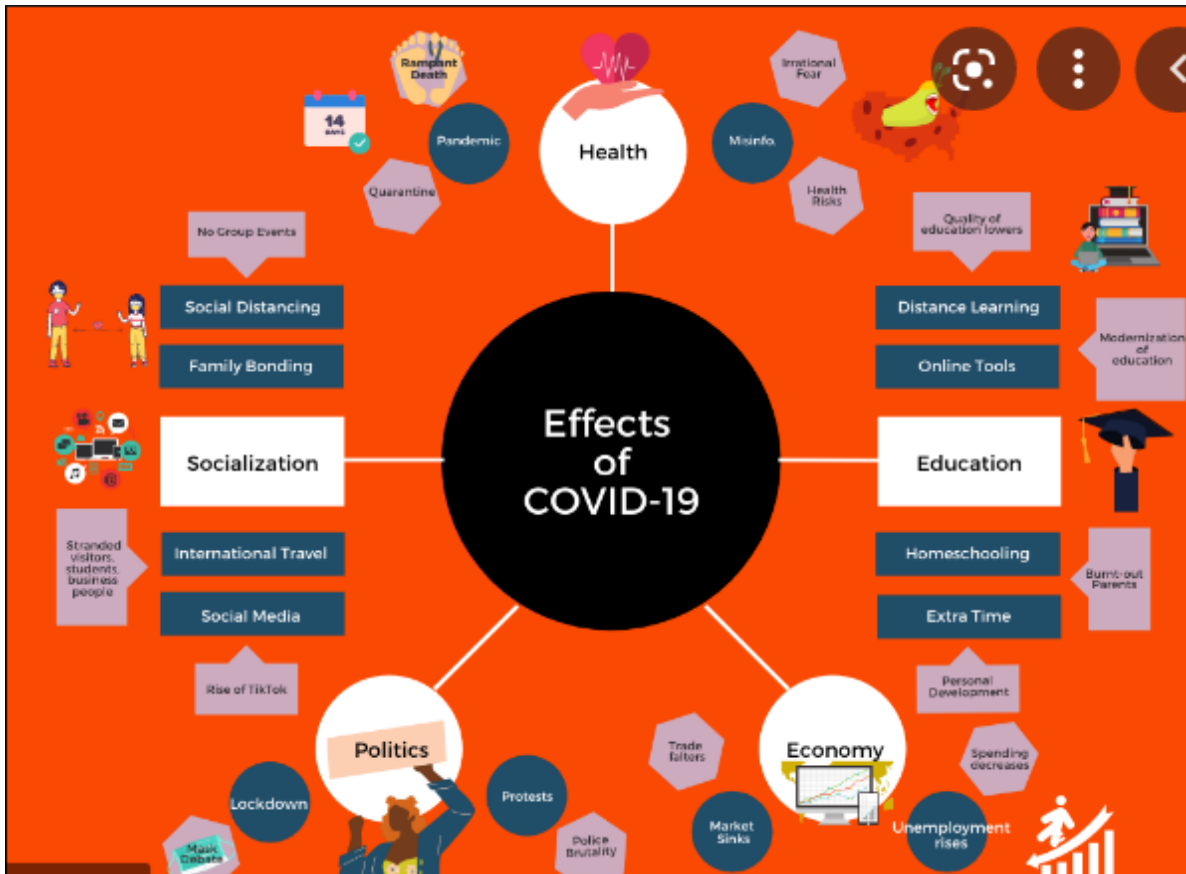 Rampant
Death
14
DAYS
Pandemic
Quarantine
Health
Irrational
Fear
Misinfo.
Health
Risks
No Group Events
Social Distancing
Family Bonding
Socialization
Stranded
visitors,
students,
business
people
International Travel
Social Media
Rise of TikTok
Effects
of
COVID-19
Quality of
education lowers
Distance Learning
Online Tools
Modernization
of
education
Education
Homeschooling
Burnt-out
Parents
Extra Time
Personal
Development
Politics
Lockdown
Mask
Debate
Protests
Police
Brutality
Economy
Trade
falters
Market
Sinks
Spending
decreases
Unemployment
rises